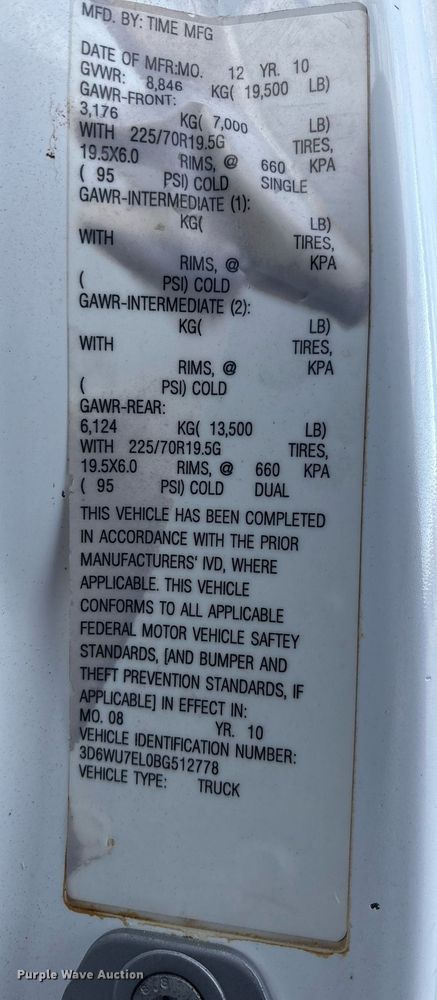 MFD. BY: TIME MFG
DATE OF MFR:MO. 12 YR. 10
GVWR: 8,846 KG( 19,500 LB)
GAWR-FRONT:
3,176 KG( 7,000 LB)
WITH 225/70R19.5G TIRES,
19.5X6.0 RIMS, @ 660 KPA
( 95 PSI) COLD SINGLE
GAWR-INTERMEDIATE (1):
KG( LB)
WITH TIRES,
RIMS, @ KPA
( PSI) COLD
GAWR-INTERMEDIATE (2):
KG( LB)
WITH TIRES,
RIMS, @ KPA
( PSI) COLD
GAWR-REAR:
6,124 KG( 13,500 LB)
WITH 225/70R19.5G TIRES,
19.5X6.0 RIMS, @ 660 KPA
( 95 PSI) COLD DUAL
THIS VEHICLE HAS BEEN COMPLETED
IN ACCORDANCE WITH THE PRIOR
MANUFACTURERS' IVD, WHERE
APPLICABLE. THIS VEHICLE
CONFORMS TO ALL APPLICABLE
FEDERAL MOTOR VEHICLE SAFTEY
STANDARDS, [AND BUMPER AND
THEFT PREVENTION STANDARDS, IF
APPLICABLE] IN EFFECT IN:
MO. 08 YR. 10
VEHICLE IDENTIFICATION NUMBER:
3D6WU7EL0BG512778
VEHICLE TYPE: TRUCK
Purple Wave Auction